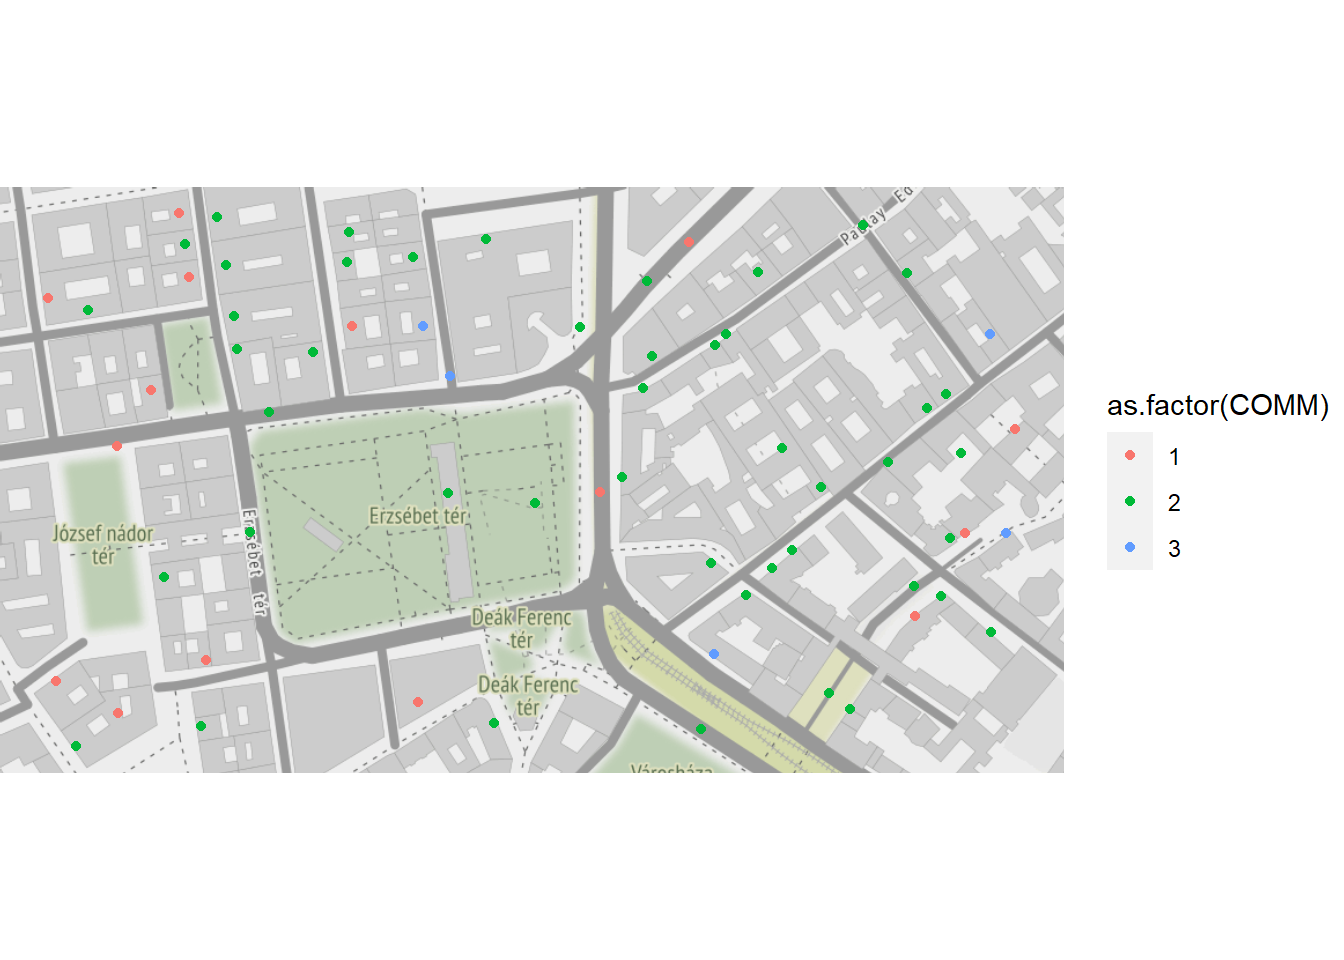 Paulay Ed
as.factor(COMM)
1
2
3
Erzsébet tér
József nádor
tér
Erzsébet tér
Deák Ferenc
tér
Deák Ferenc
tér
Városháza